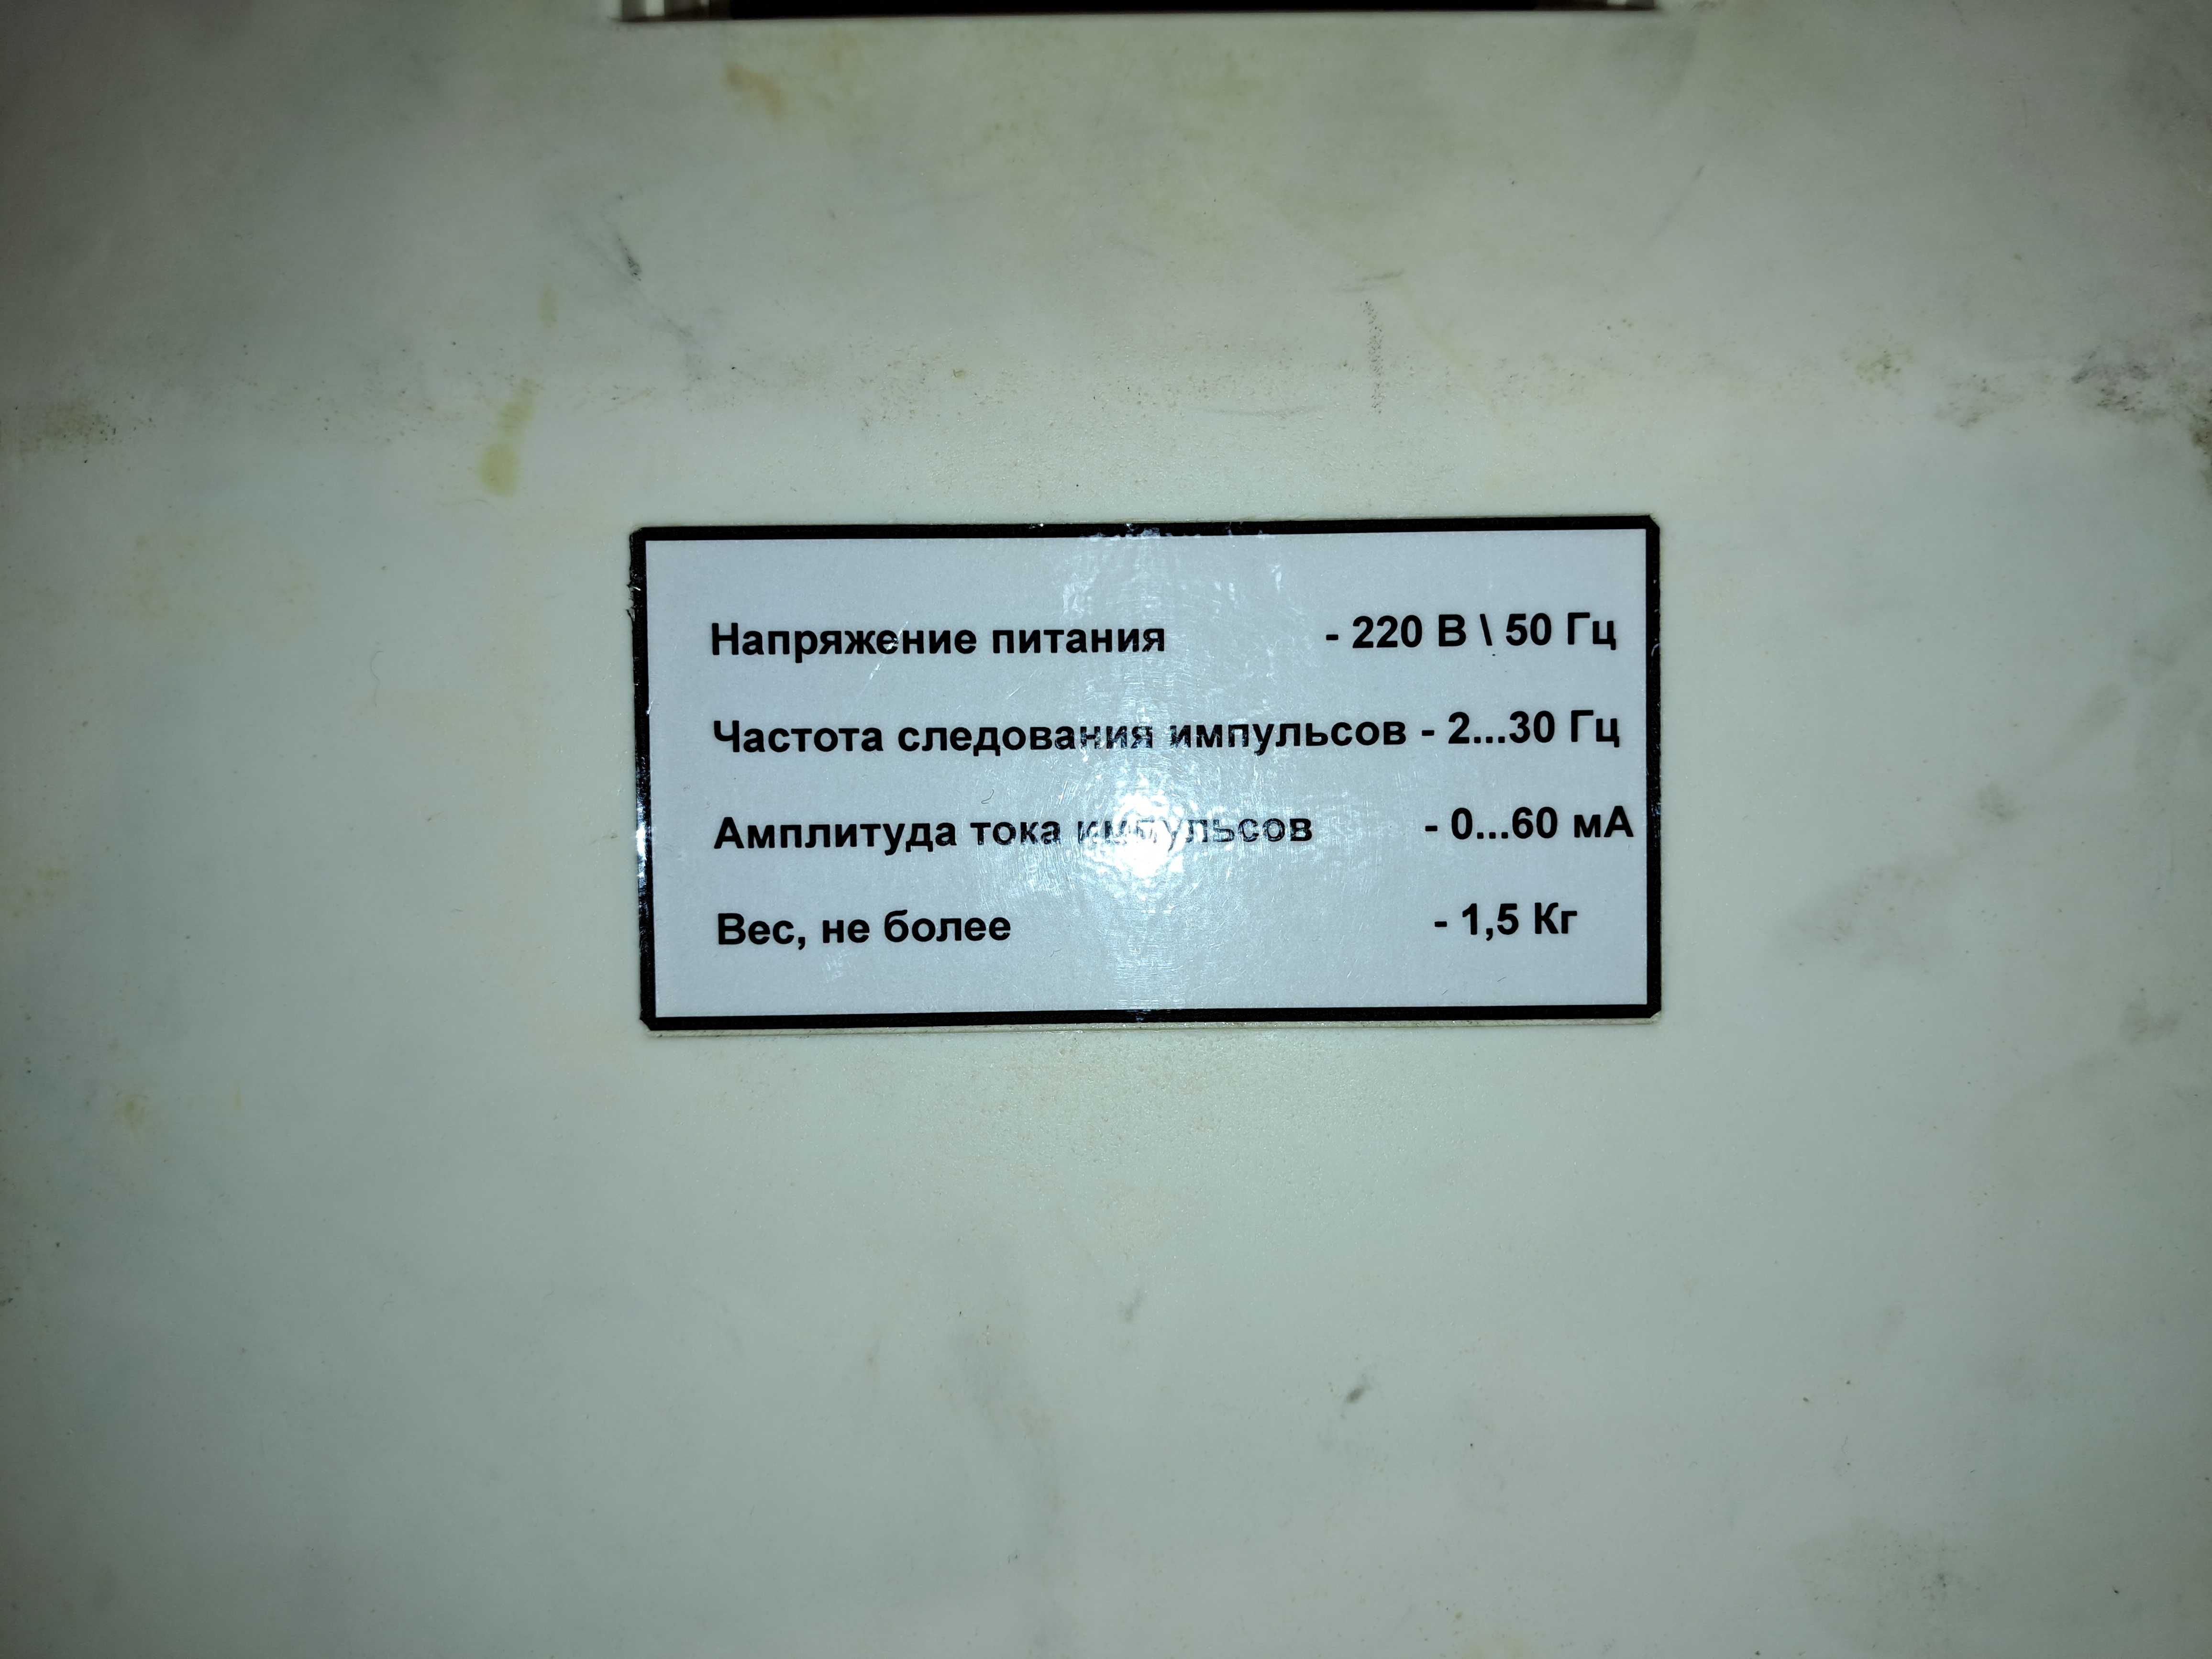 Напряжение питания - 220 В \ 50 Гц
Частота следования импульсов - 2...30 Гц
Амплитуда тока импульсов - 0...60 мА
Вес, не более - 1,5 Кг